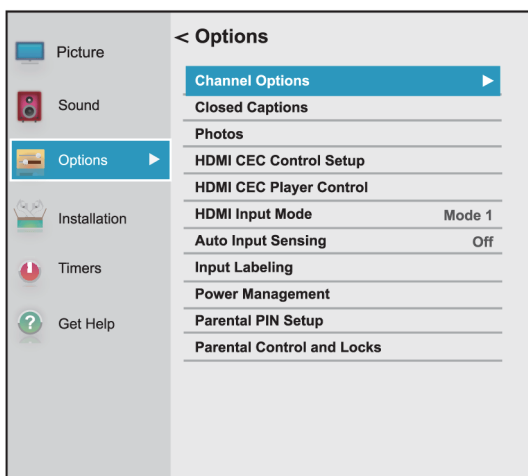 Picture
Sound
Options
Installation
Timers
Get Help
< Options
Channel Options
Closed Captions
Photos
HDMI CEC Control Setup
HDMI CEC Player Control
HDMI Input Mode Mode 1
Auto Input Sensing Off
Input Labeling
Power Management
Parental PIN Setup
Parental Control and Locks